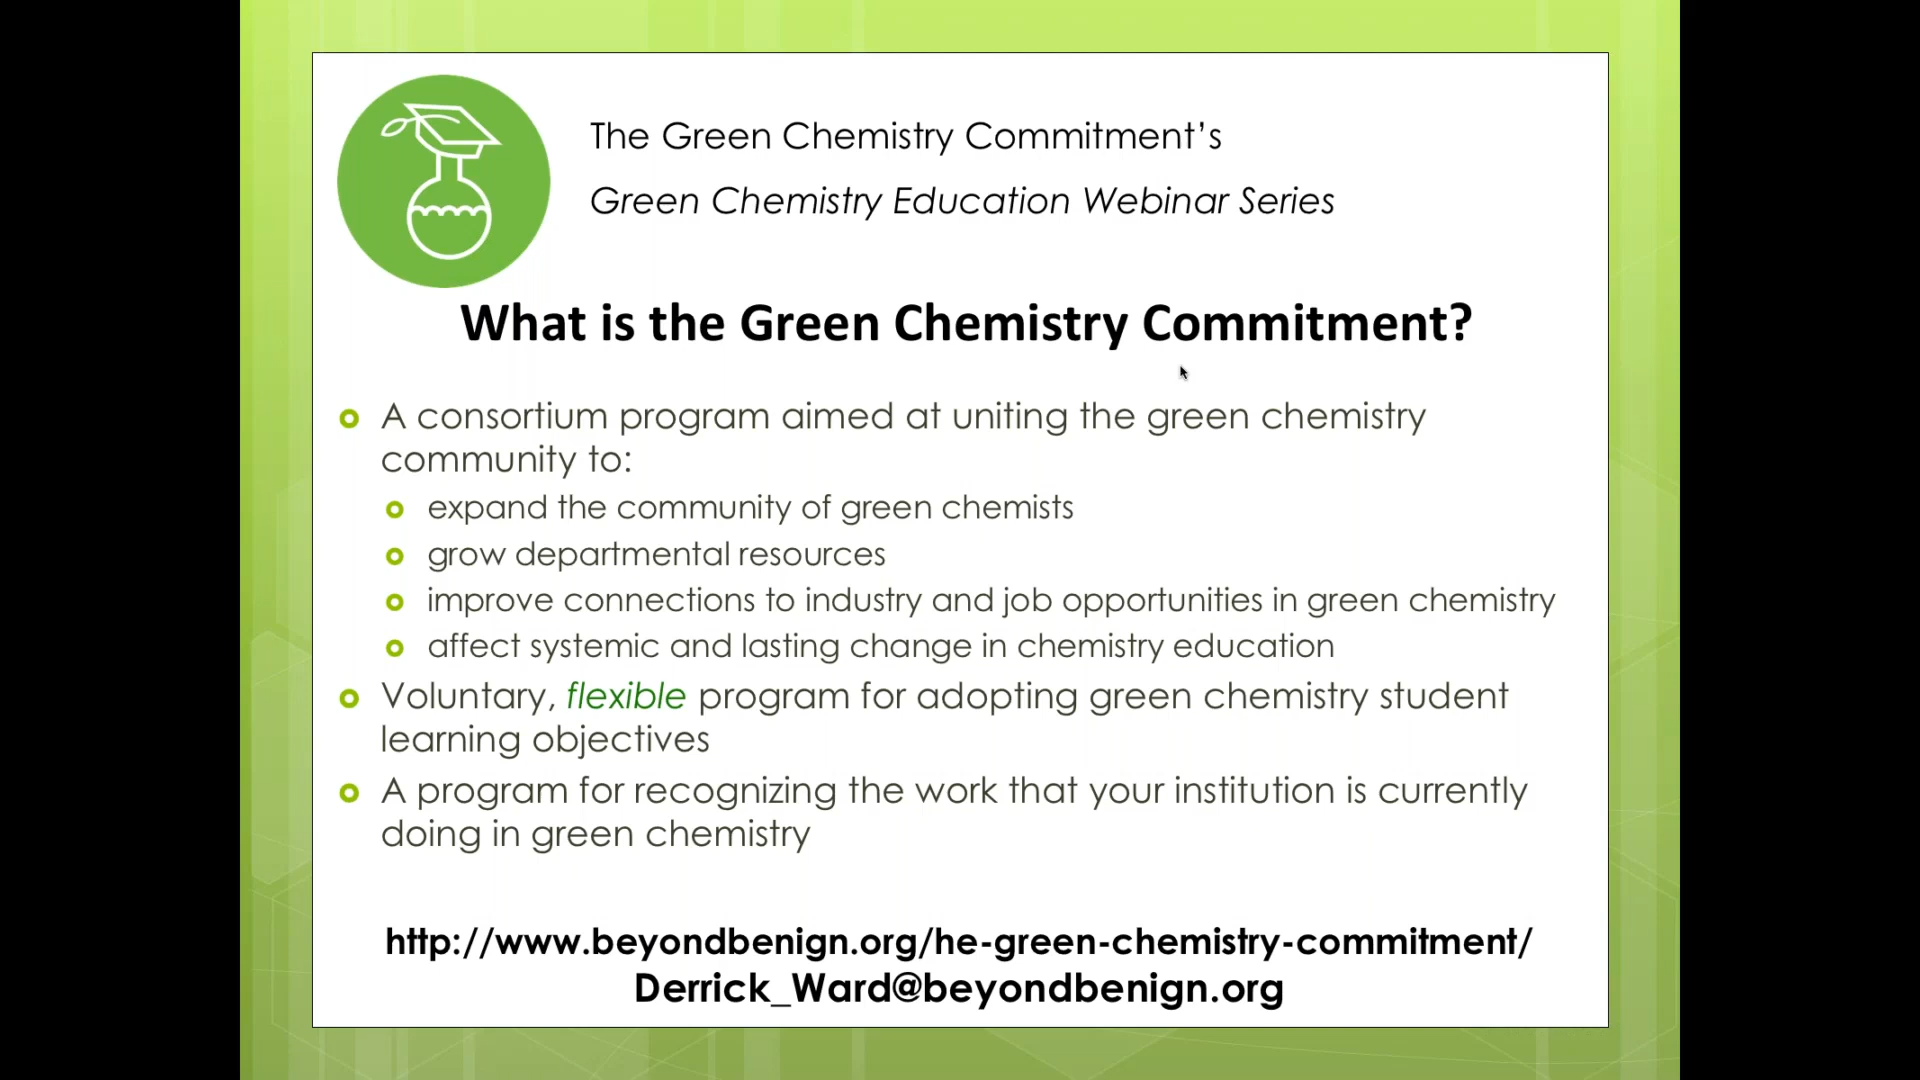 The Green Chemistry Commitment’s
Green Chemistry Education Webinar Series
What is the Green Chemistry Commitment?
A consortium program aimed at uniting the green chemistry
community to:
expand the community of green chemists
grow departmental resources
improve connections to industry and job opportunities in green chemistry
affect systemic and lasting change in chemistry education
Voluntary, flexible program for adopting green chemistry student
learning objectives
A program for recognizing the work that your institution is currently
doing in green chemistry
http://www.beyondbenign.org/he-green-chemistry-commitment/
Derrick_Ward@beyondbenign.org